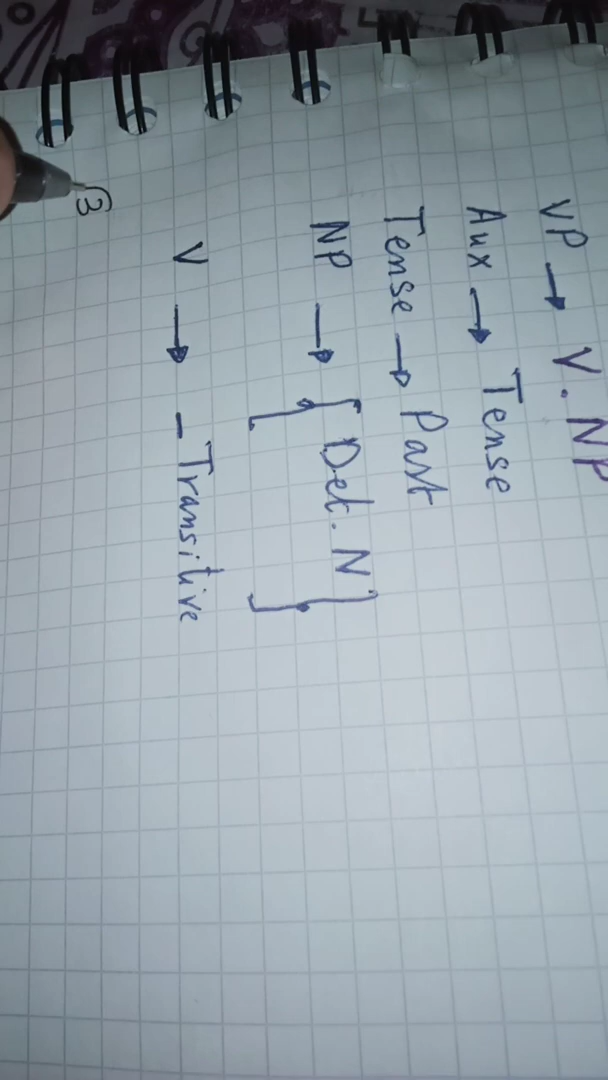 VP → V. NP
Aux → Tense
Tense → Past
NP → { Det. N }
V → - Transitive
3